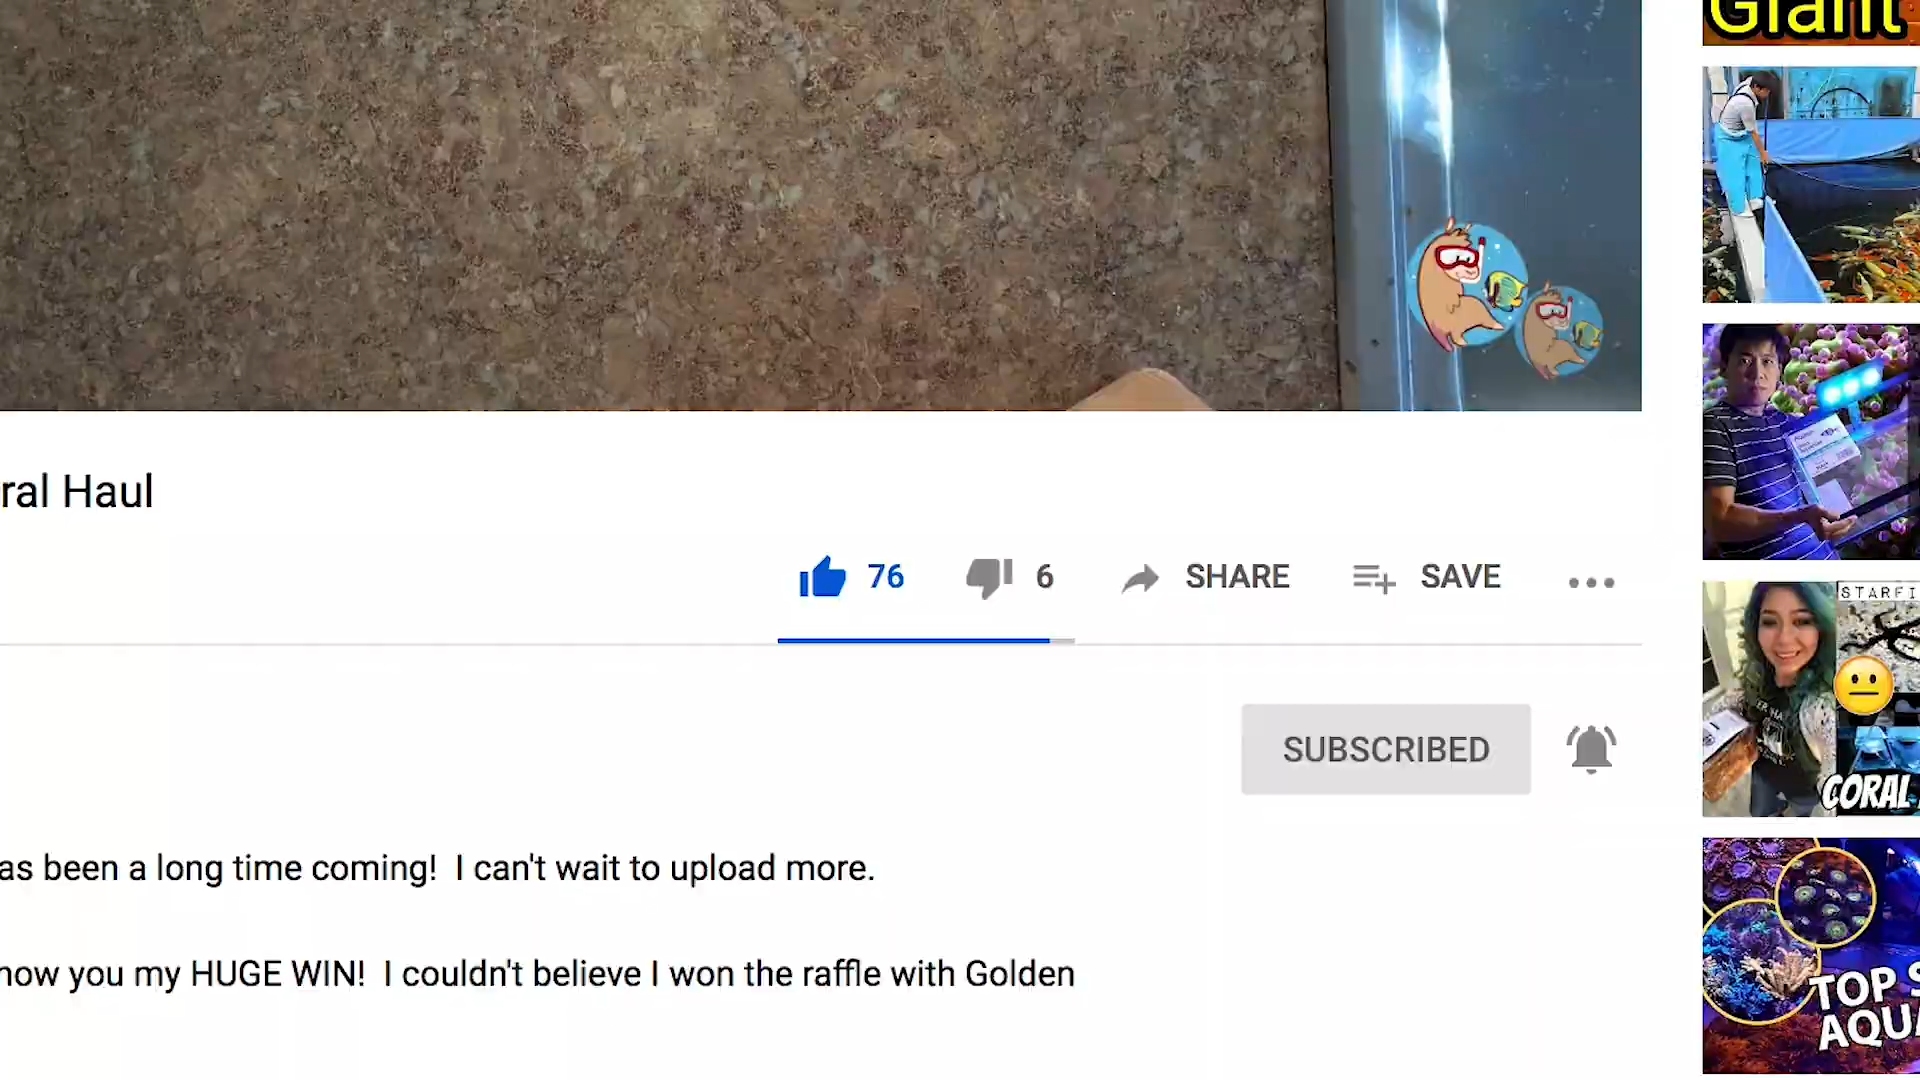 Giant
ral Haul
76
6
SHARE
SAVE
SUBSCRIBED
STARFI
CORAL
as been a long time coming! I can't wait to upload more.
how you my HUGE WIN! I couldn't believe I won the raffle with Golden
TOP S
AQUA